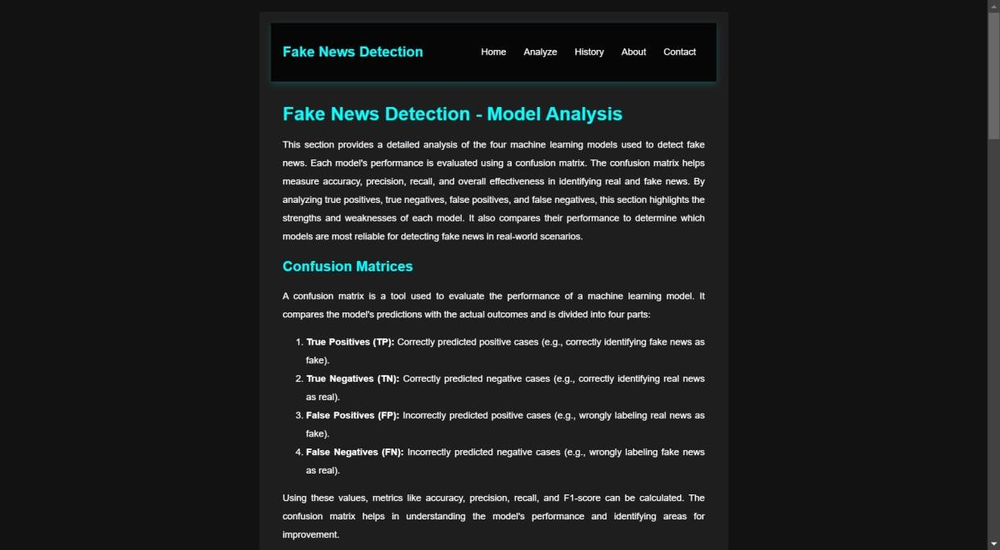 Fake News Detection
Home Analyze History About Contact
Fake News Detection - Model Analysis
This section provides a detailed analysis of the four machine learning models used to detect fake
news. Each model's performance is evaluated using a confusion matrix. The confusion matrix helps
measure accuracy, precision, recall, and overall effectiveness in identifying real and fake news. By
analyzing true positives, true negatives, false positives, and false negatives, this section highlights the
strengths and weaknesses of each model. It also compares their performance to determine which
models are most reliable for detecting fake news in real-world scenarios.
Confusion Matrices
A confusion matrix is a tool used to evaluate the performance of a machine learning model. It
compares the model's predictions with the actual outcomes and is divided into four parts:
1. True Positives (TP): Correctly predicted positive cases (e.g., correctly identifying fake news as
fake).
2. True Negatives (TN): Correctly predicted negative cases (e.g., correctly identifying real news
as real).
3. False Positives (FP): Incorrectly predicted positive cases (e.g., wrongly labeling real news as
fake).
4. False Negatives (FN): Incorrectly predicted negative cases (e.g., wrongly labeling fake news
as real).
Using these values, metrics like accuracy, precision, recall, and F1-score can be calculated. The
confusion matrix helps in understanding the model's performance and identifying areas for
improvement.